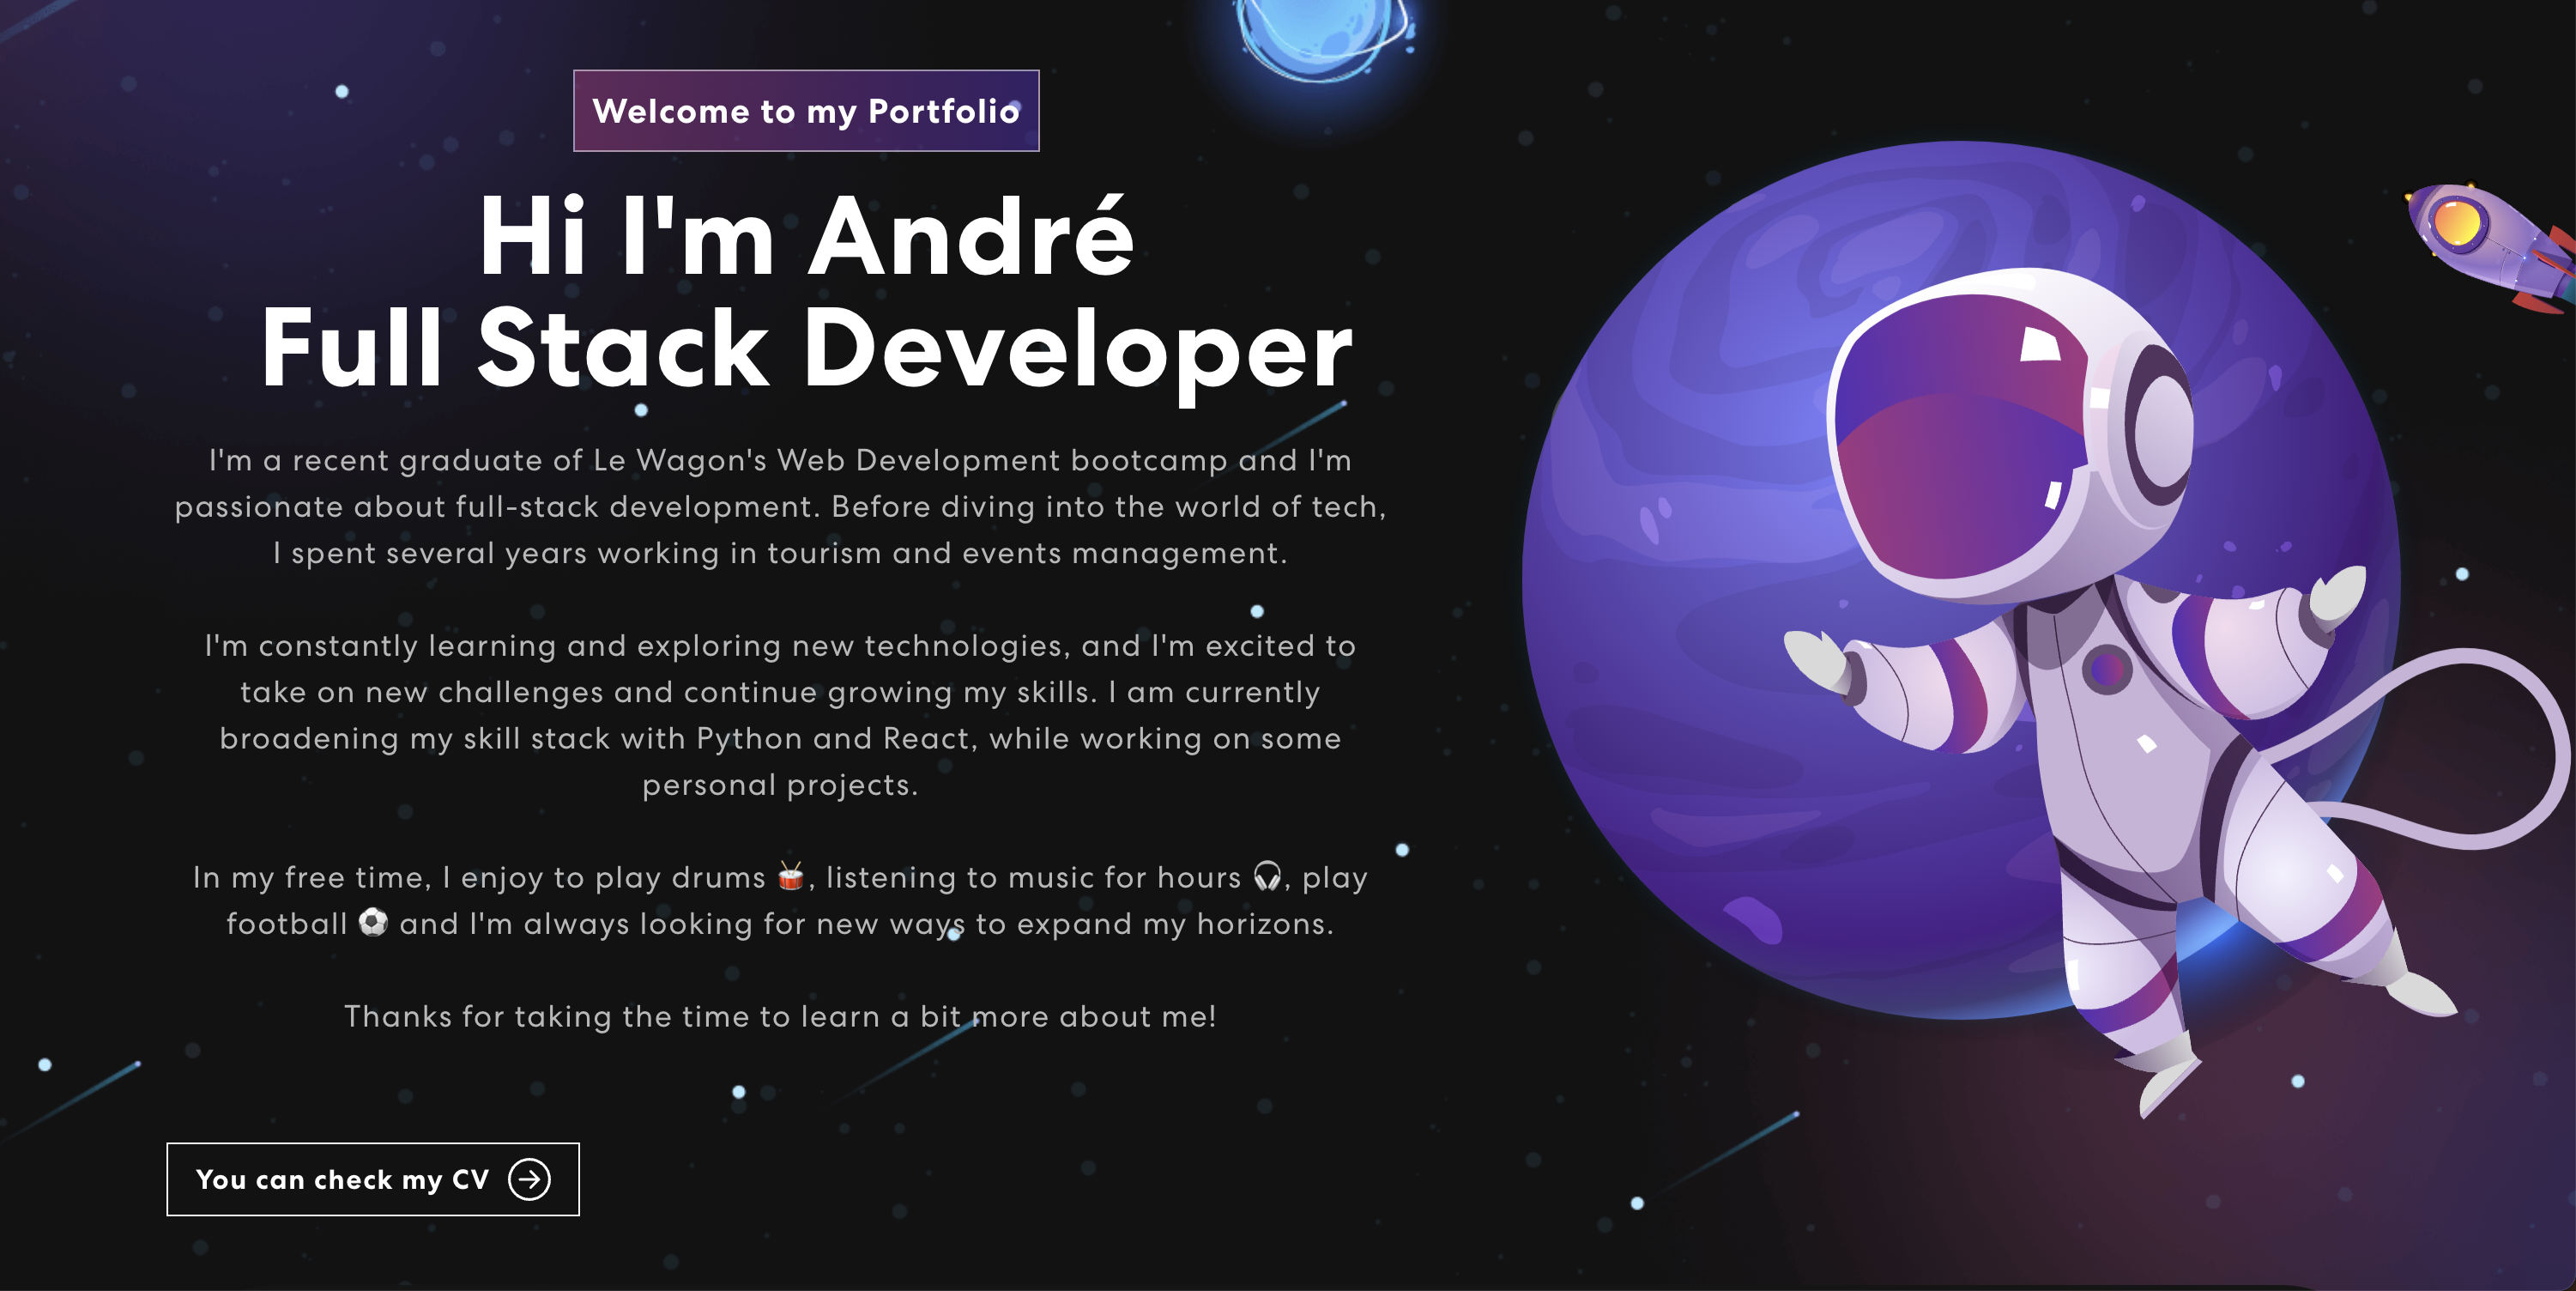 Welcome to my Portfolio
Hi I'm André
Full Stack Developer
I'm a recent graduate of Le Wagon's Web Development bootcamp and I'm
passionate about full-stack development. Before diving into the world of tech,
I spent several years working in tourism and events management.
I'm constantly learning and exploring new technologies, and I'm excited to
take on new challenges and continue growing my skills. I am currently
broadening my skill stack with Python and React, while working on some
personal projects.
In my free time, I enjoy to play drums 🥁, listening to music for hours 🎧, play
football ⚽ and I'm always looking for new ways to expand my horizons.
Thanks for taking the time to learn a bit more about me!
You can check my CV